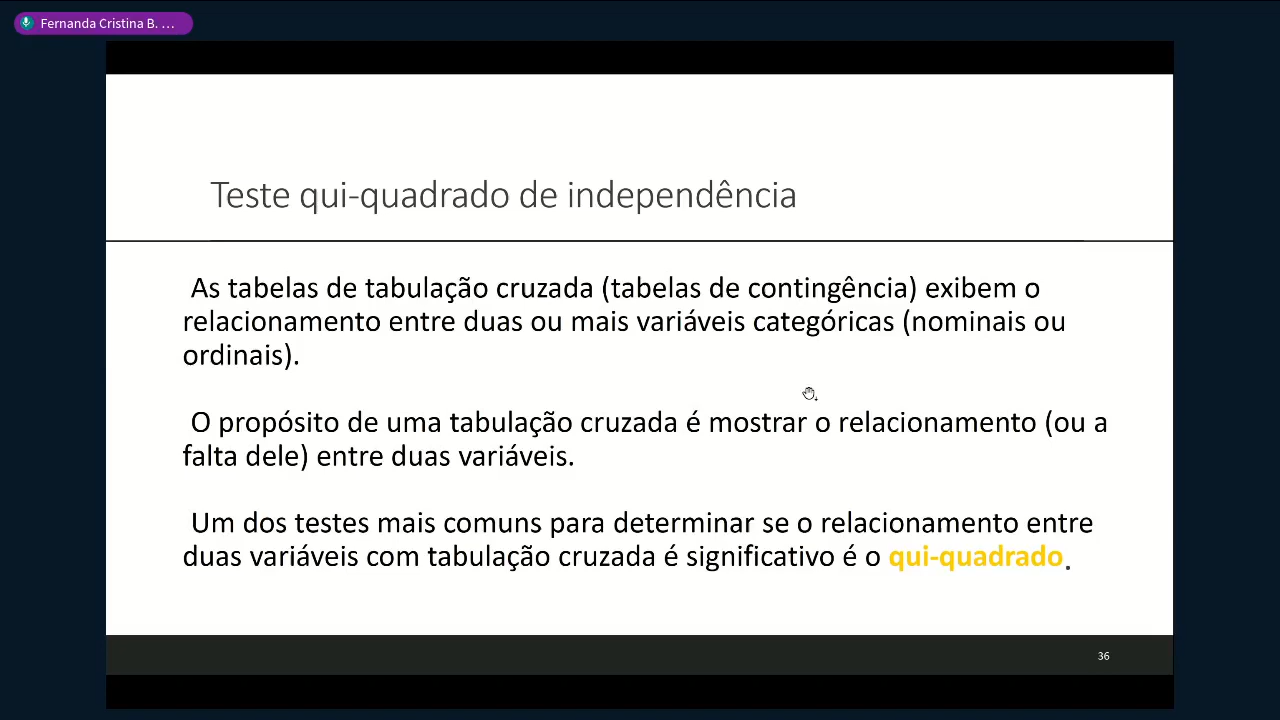 Fernanda Cristina B. ...
Teste qui-quadrado de independência
As tabelas de tabulação cruzada (tabelas de contingência) exibem o
relacionamento entre duas ou mais variáveis categóricas (nominais ou
ordinais).
O propósito de uma tabulação cruzada é mostrar o relacionamento (ou a
falta dele) entre duas variáveis.
Um dos testes mais comuns para determinar se o relacionamento entre
duas variáveis com tabulação cruzada é significativo é o qui-quadrado.
36